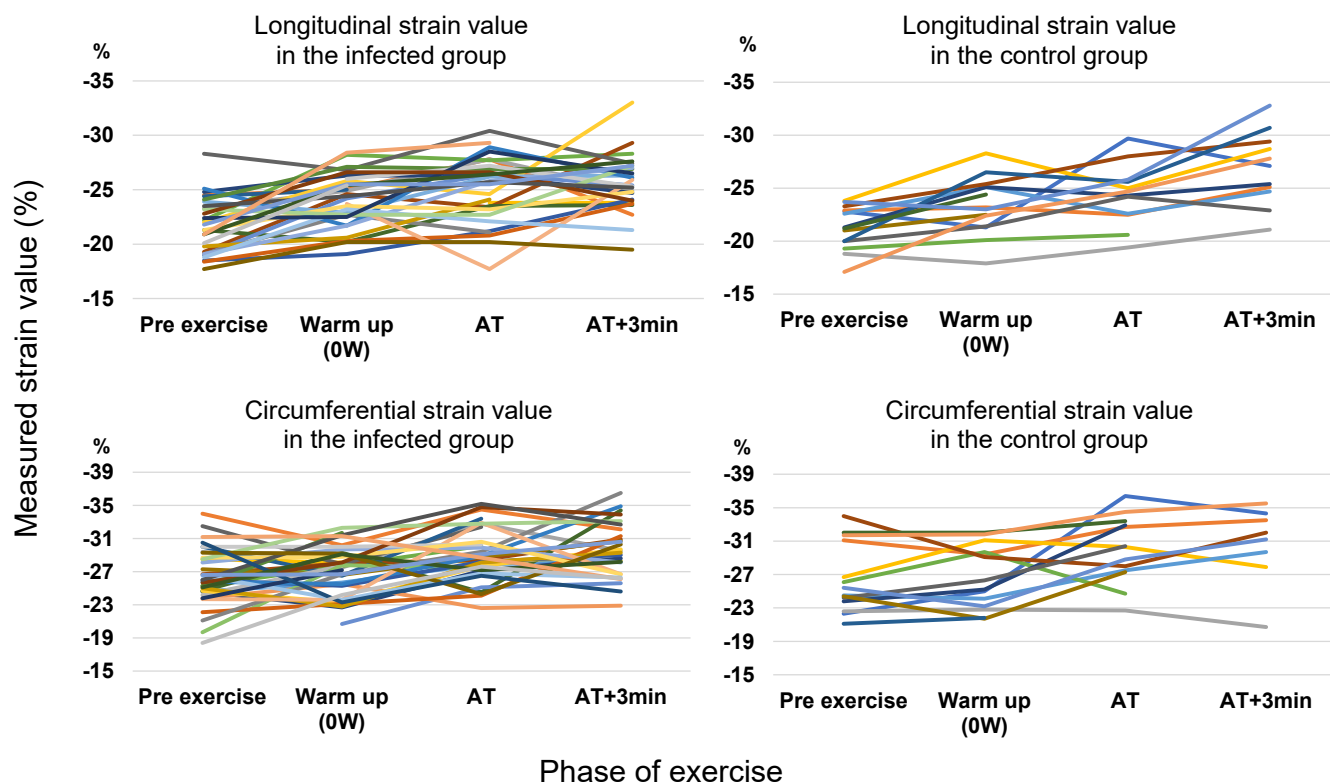 Measured strain value (%)
Longitudinal strain value
in the infected group
%
-35
-30
-25
-20
-15
Pre exercise
Warm up
(0W)
AT
AT+3min
Longitudinal strain value
in the control group
%
-35
-30
-25
-20
-15
Pre exercise
Warm up
(0W)
AT
AT+3min
Circumferential strain value
in the infected group
%
-39
-35
-31
-27
-23
-19
-15
Pre exercise
Warm up
(0W)
AT
AT+3min
Circumferential strain value
in the control group
%
-39
-35
-31
-27
-23
-19
-15
Pre exercise
Warm up
(0W)
AT
AT+3min
Phase of exercise